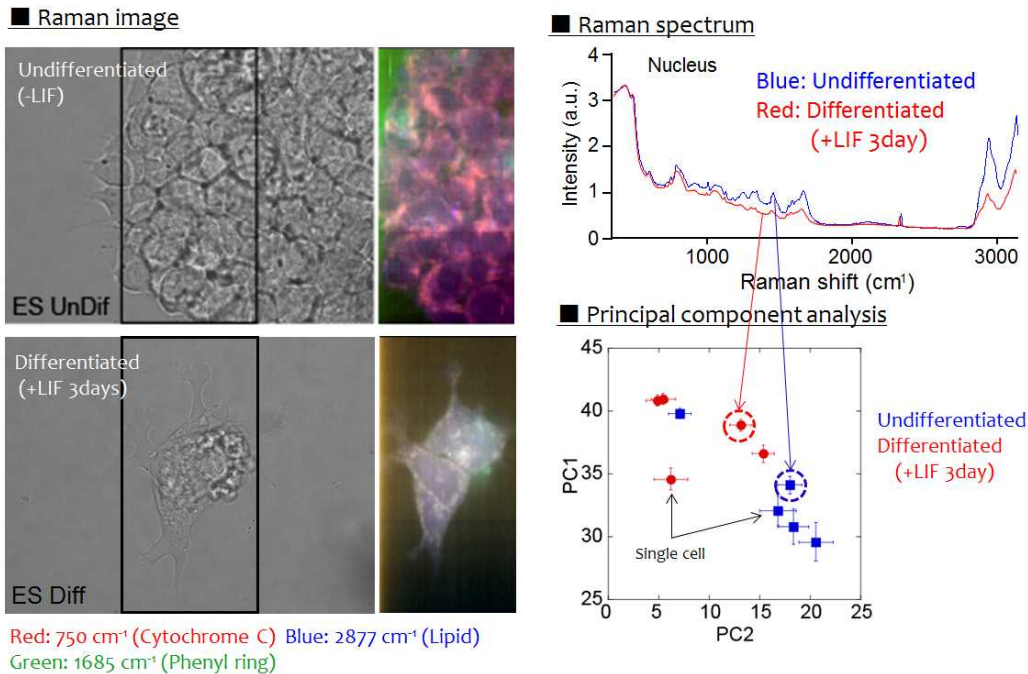 ■ Raman image
Undifferentiated
(-LIF)
ES UnDif
Differentiated
(+LIF 3days)
ES Diff
Red: 750 cm⁻¹ (Cytochrome C) Blue: 2877 cm⁻¹ (Lipid)
Green: 1685 cm⁻¹ (Phenyl ring)
■ Raman spectrum
Nucleus
Blue: Undifferentiated
Red: Differentiated
(+LIF 3day)
Intensity (a.u.)
4
3
2
1
0
1000 2000 3000
Raman shift (cm¹)
■ Principal component analysis
PC1
45
40
35
30
25
Single cell
0 5 10 15 20 25
PC2
Undifferentiated
Differentiated
(+LIF 3day)